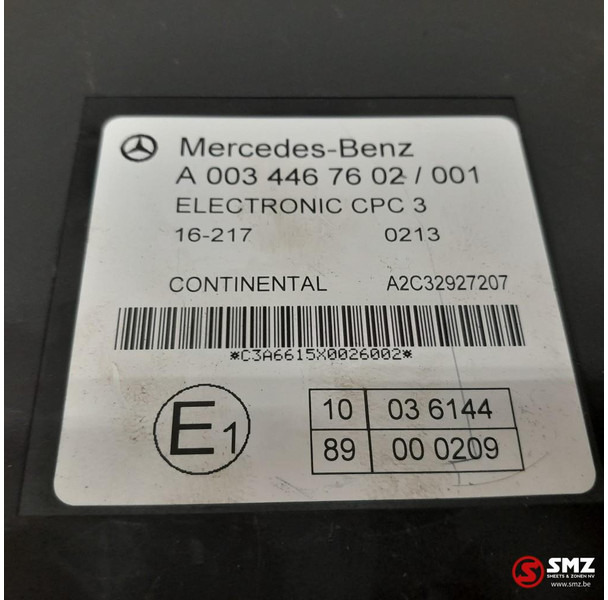 Mercedes-Benz
A 003 446 76 02 / 001
ELECTRONIC CPC 3
16-217 0213
CONTINENTAL A2C32927207
*C3A6615X0026002*
E1
10 03 6144
89 00 0209
SMZ
SHEETS & ZONEN NV
www.smz.be